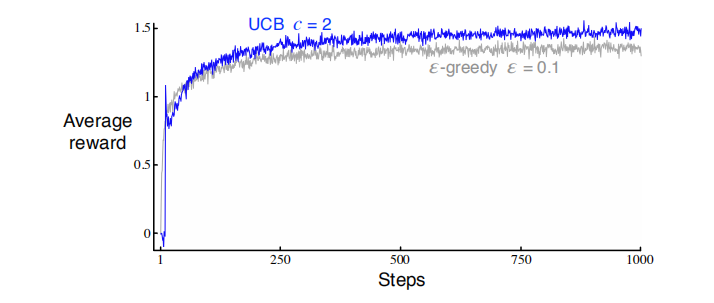 1.5
UCB c = 2
ε-greedy ε = 0.1
1
Average
reward
0.5
0
1 250 500 750 1000
Steps